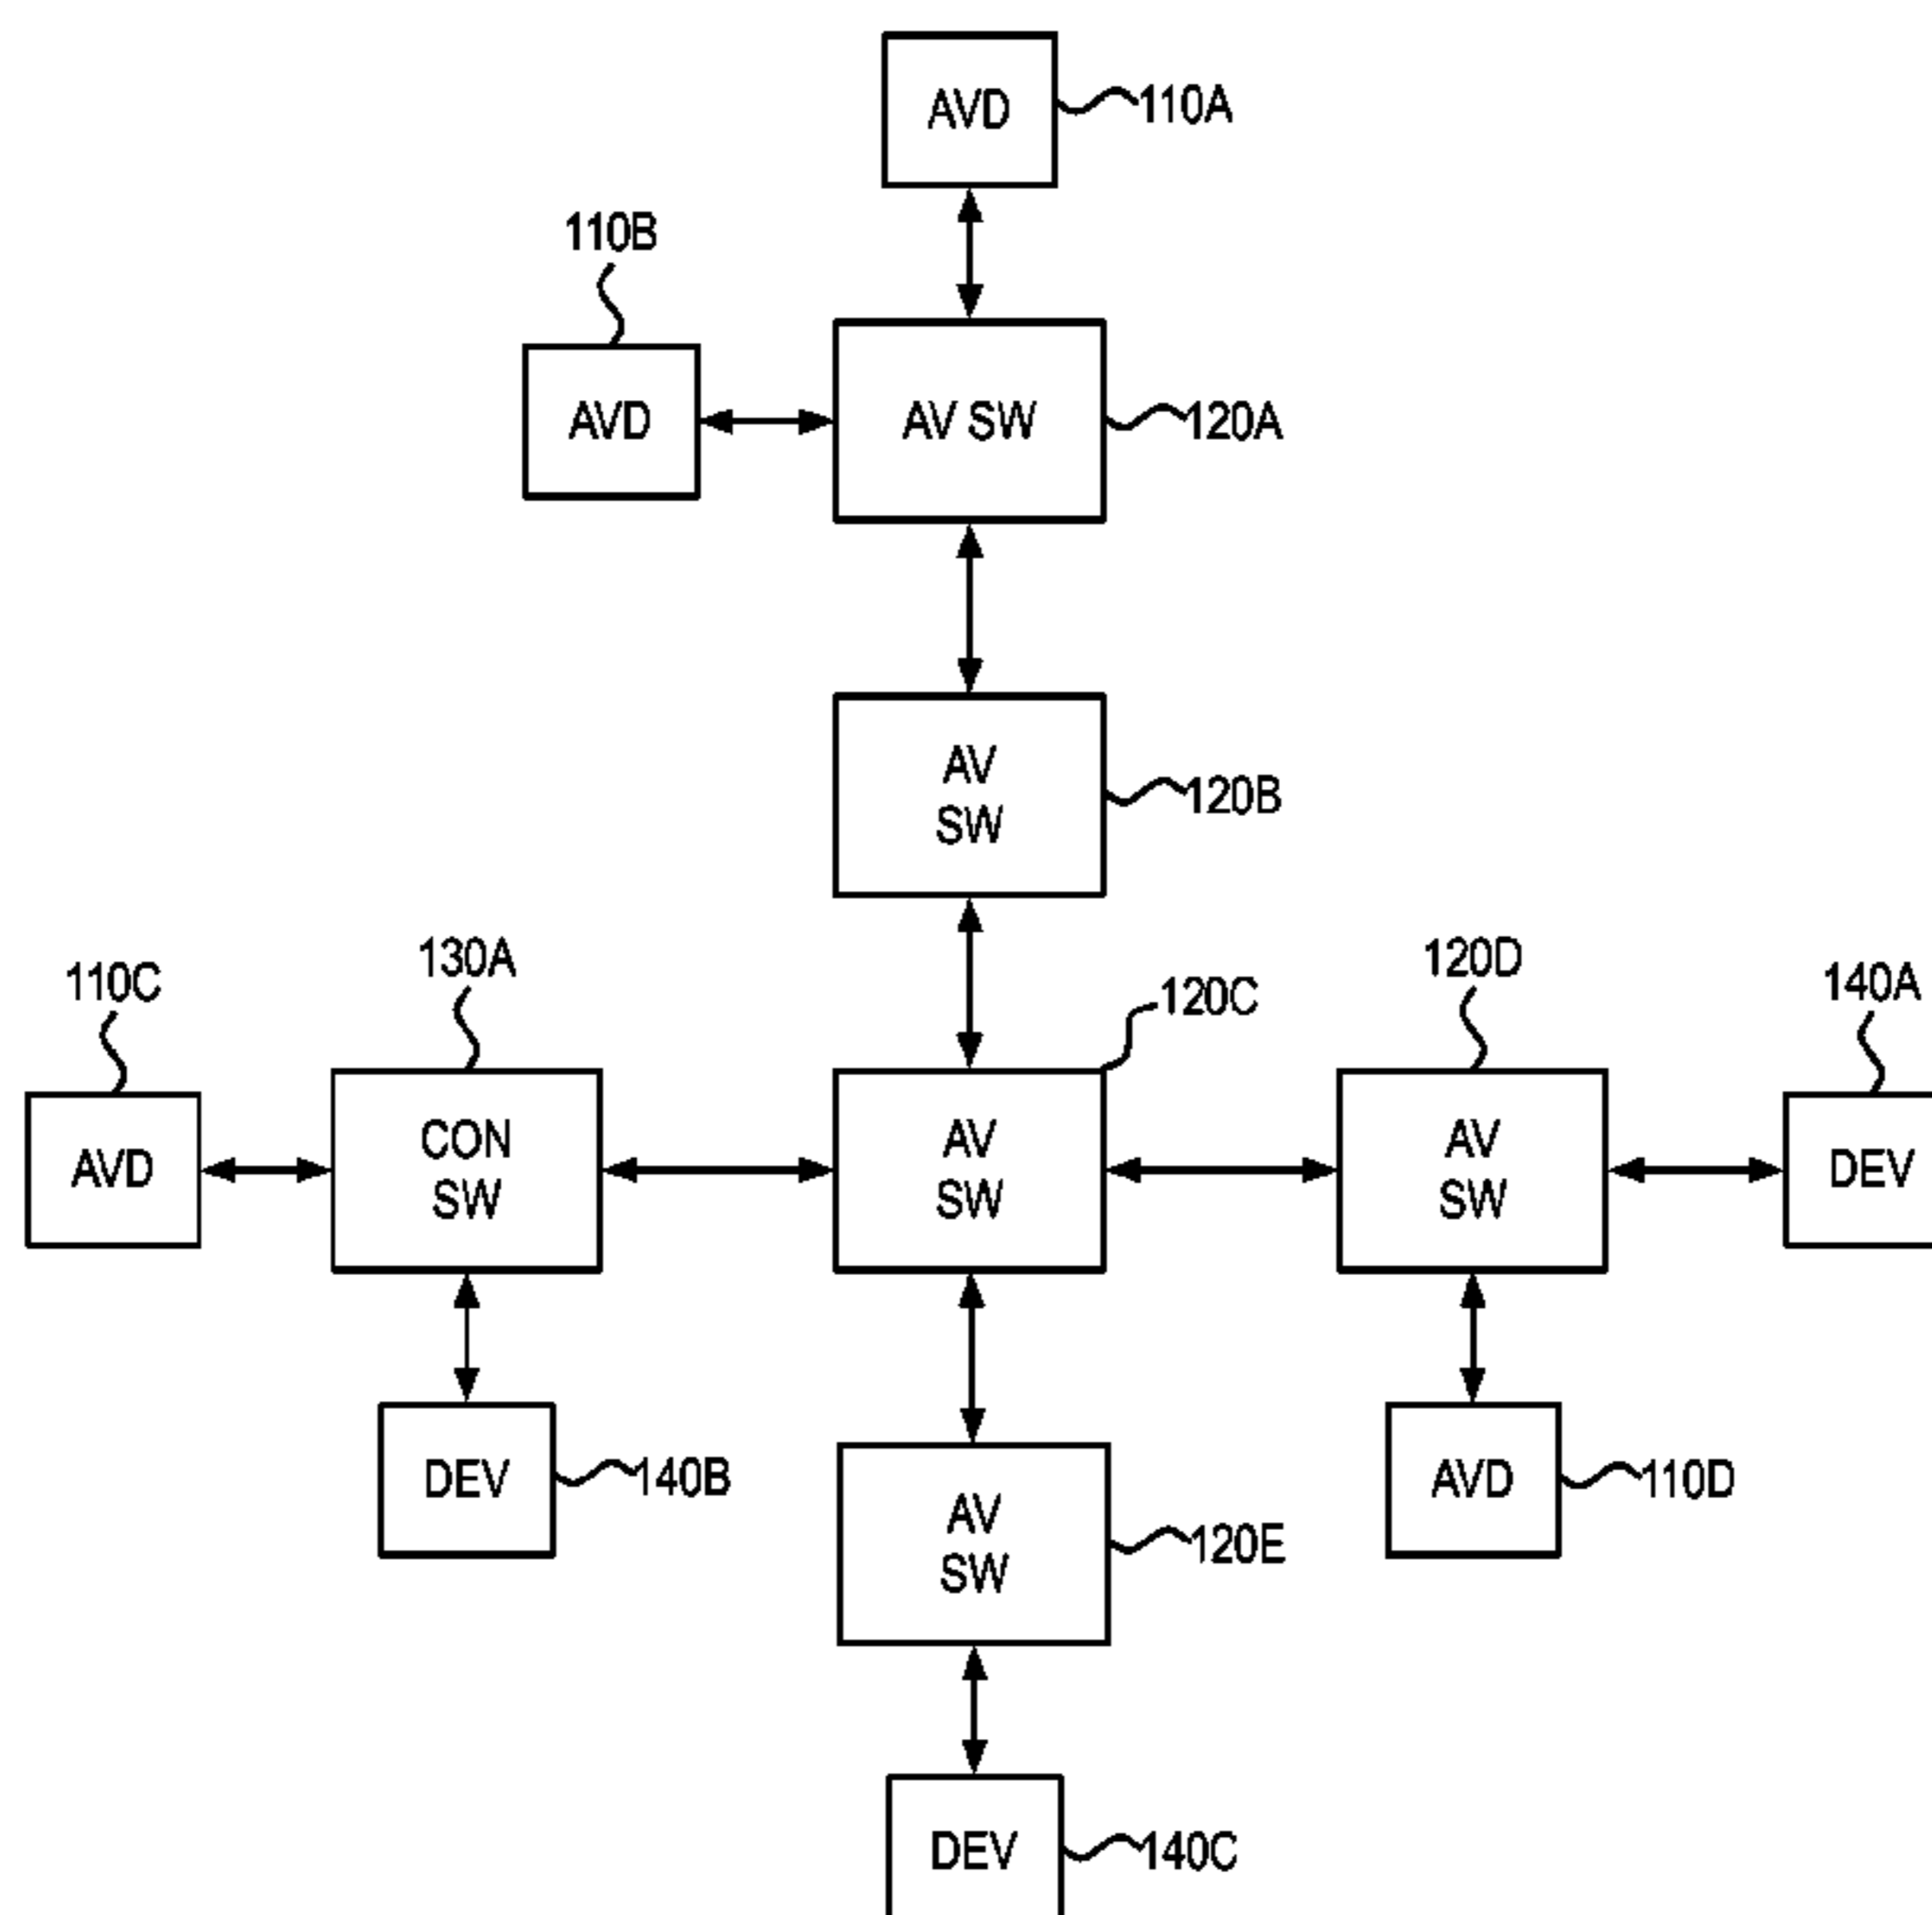 AVD
110A
110B
AVD
AV SW
120A
AV
SW
120B
110C
130A
120C
120D
140A
AVD
CON
SW
AV
SW
AV
SW
DEV
DEV
140B
AV
SW
120E
AVD
110D
DEV
140C